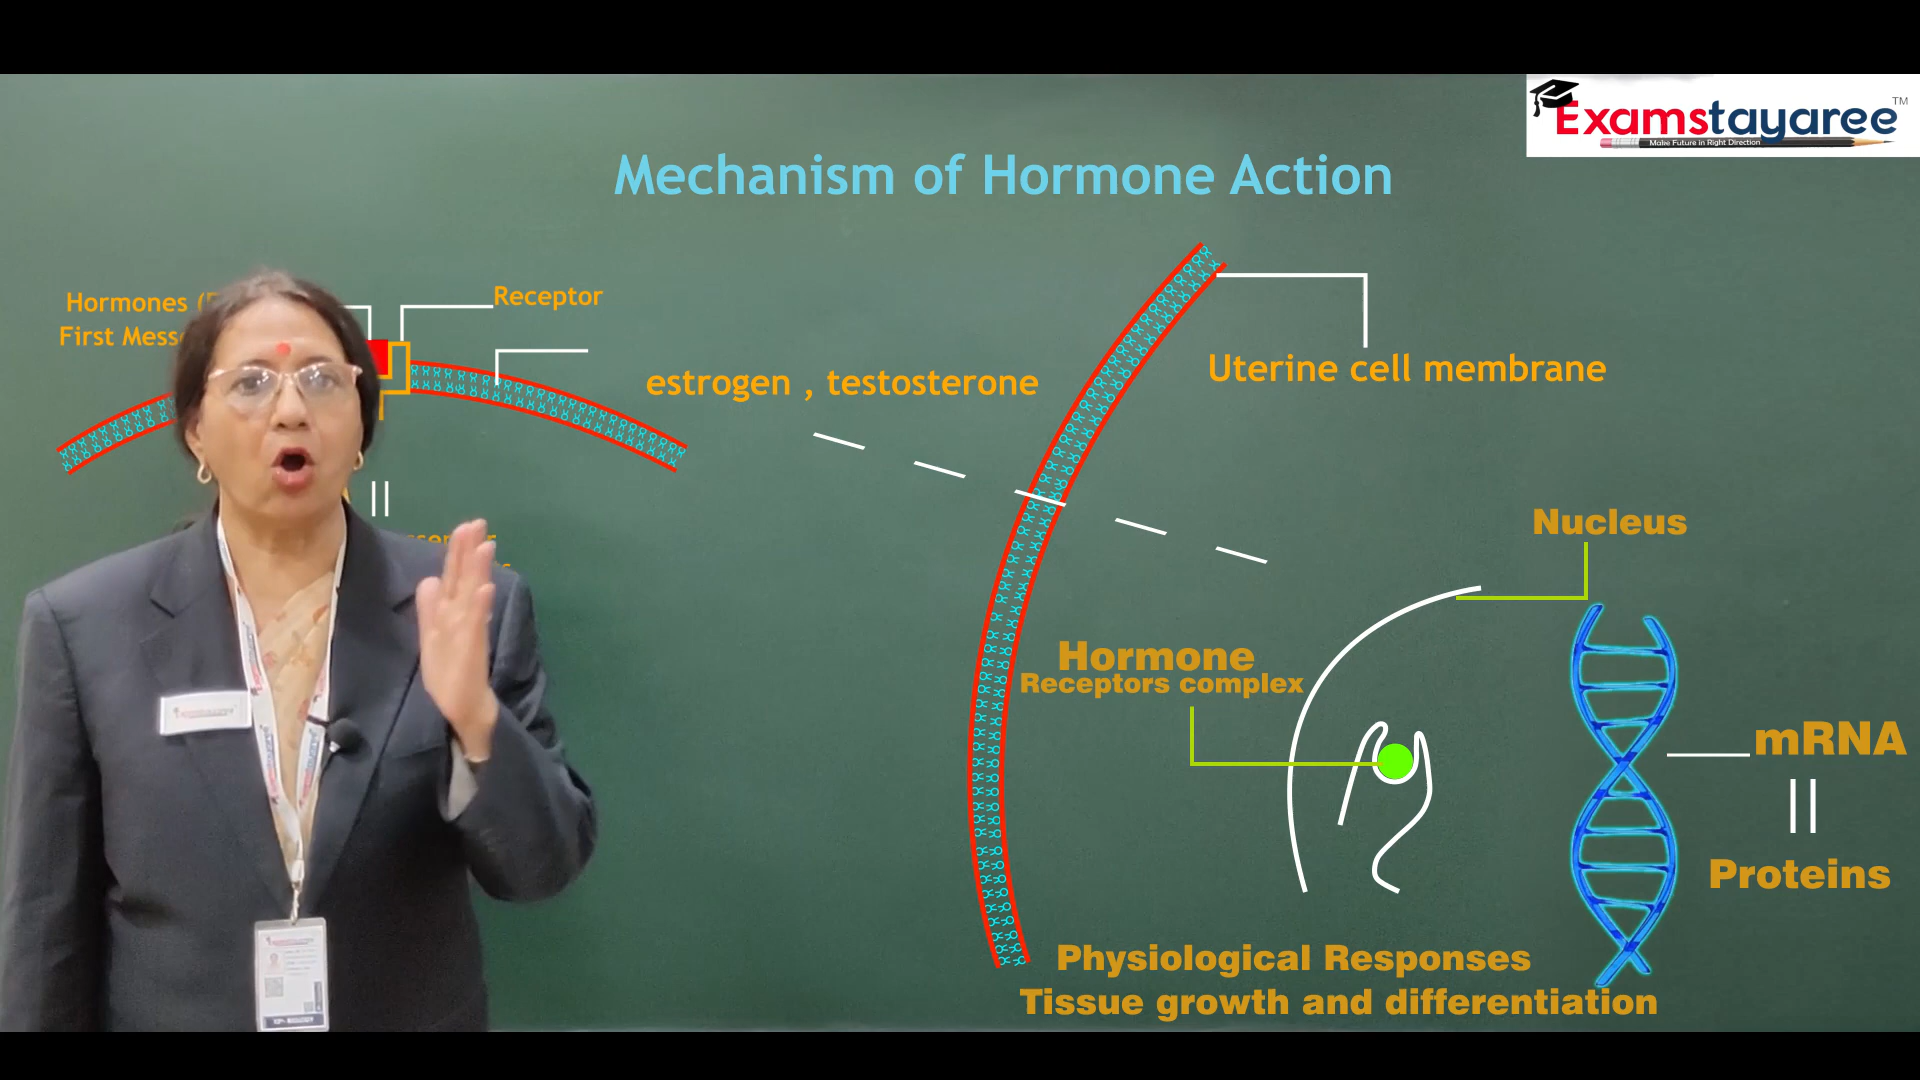 Examstayaree TM
Make Future in Right Direction
Mechanism of Hormone Action
Hormones
First
Receptor
estrogen , testosterone
Uterine cell membrane
Nucleus
Hormone
Receptors complex
mRNA
Proteins
Physiological Responses
Tissue growth and differentiation